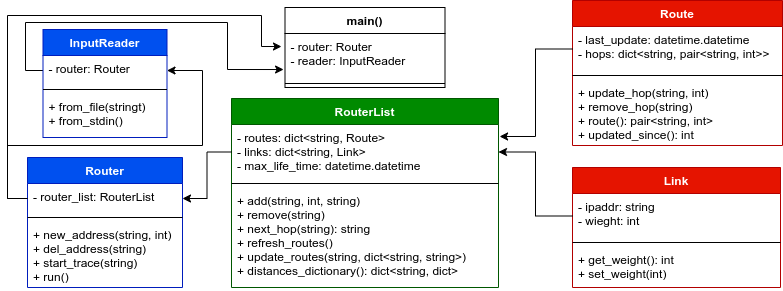 InputReader
- router: Router
+ from_file(stringt)
+ from_stdin()
main()
- router: Router
- reader: InputReader
Route
- last_update: datetime.datetime
- hops: dict<string, pair<string, int>>
+ update_hop(string, int)
+ remove_hop(string)
+ route(): pair<string, int>
+ updated_since(): int
RouterList
- routes: dict<string, Route>
- links: dict<string, Link>
- max_life_time: datetime.datetime
+ add(string, int, string)
+ remove(string)
+ next_hop(string): string
+ refresh_routes()
+ update_routes(string, dict<string, string>)
+ distances_dictionary(): dict<string, dict>
Router
- router_list: RouterList
+ new_address(string, int)
+ del_address(string)
+ start_trace(string)
+ run()
Link
- ipaddr: string
- wieght: int
+ get_weight(): int
+ set_weight(int)